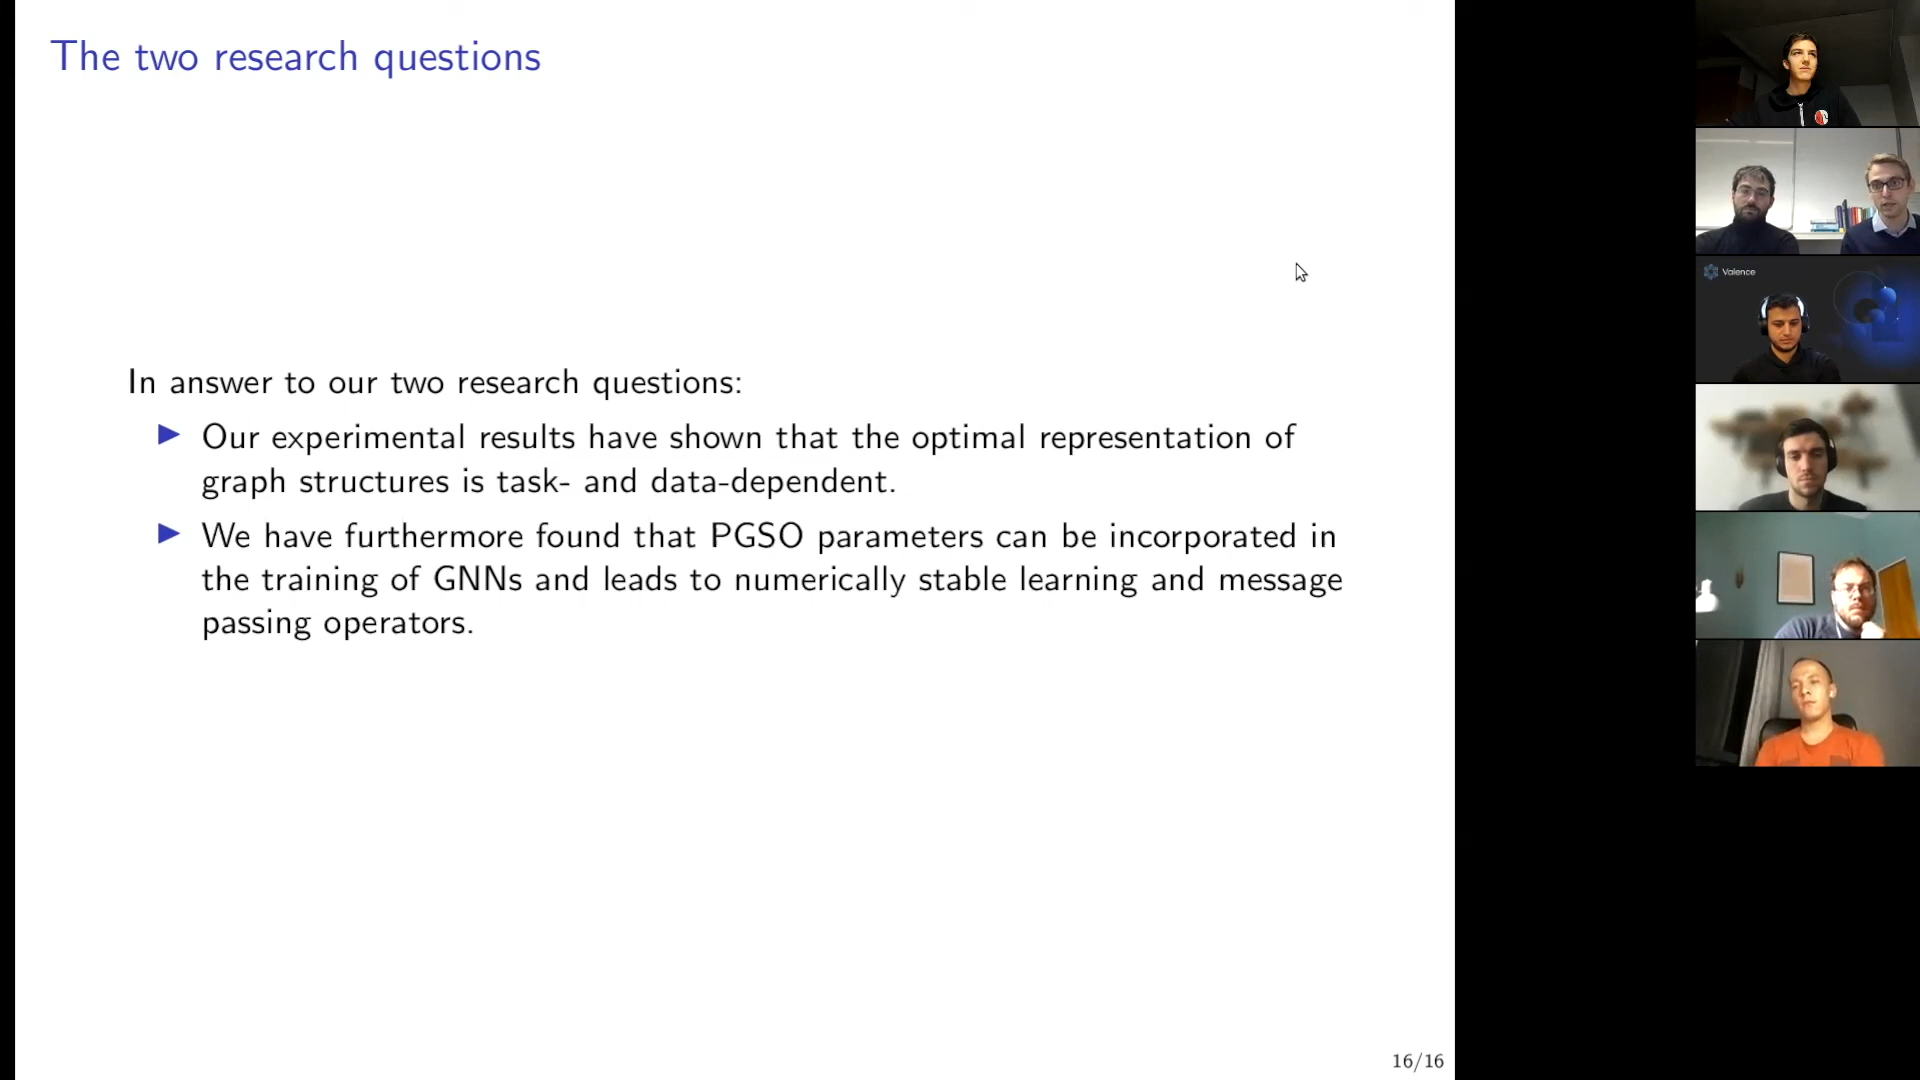 The two research questions
In answer to our two research questions:
Our experimental results have shown that the optimal representation of
graph structures is task- and data-dependent.
We have furthermore found that PGSO parameters can be incorporated in
the training of GNNs and leads to numerically stable learning and message
passing operators.
16/16
Valence